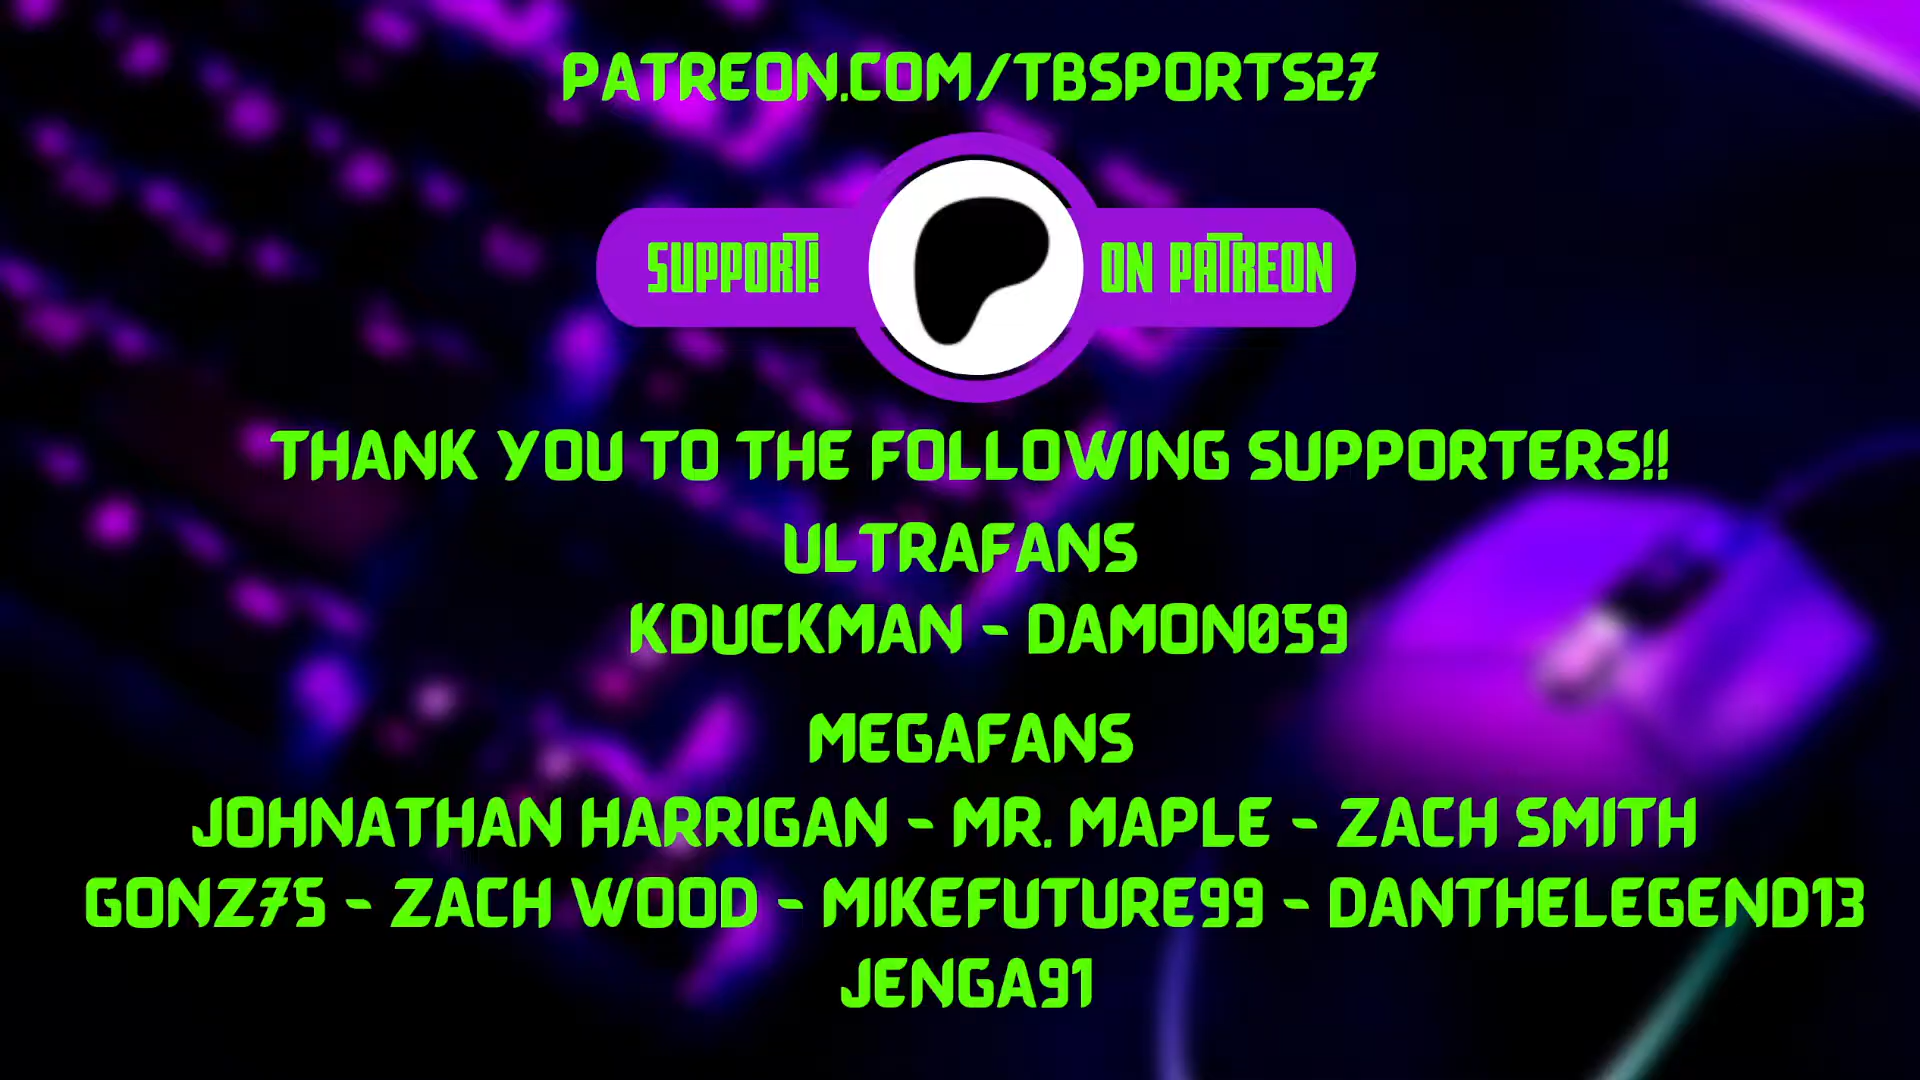 PATREON.COM/TBSPORTS27
SUPPORT! ON PATREON
THANK YOU TO THE FOLLOWING SUPPORTERS!!
ULTRAFANS
KDUCKMAN - DAMON059
MEGAFANS
JOHNATHAN HARRIGAN - MR. MAPLE - ZACH SMITH
GONZ75 - ZACH WOOD - MIKEFUTURE99 - DANTHELEGEND13
JENGA91